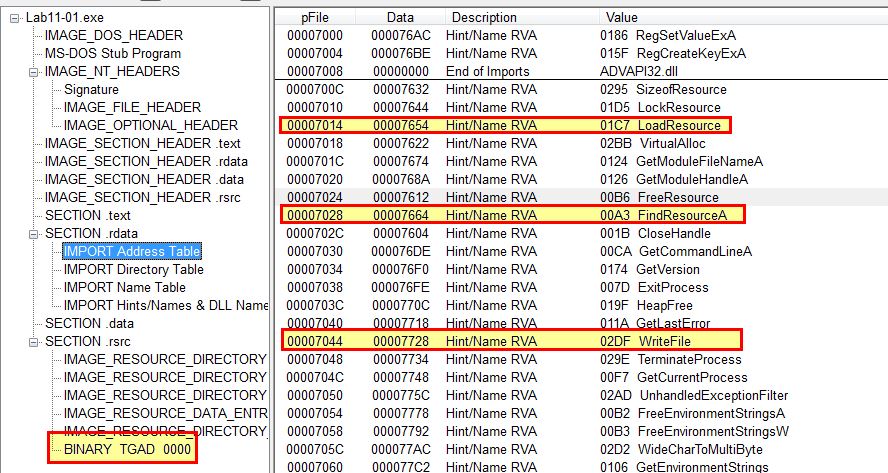 Lab11-01.exe
IMAGE_DOS_HEADER
MS-DOS Stub Program
IMAGE_NT_HEADERS
Signature
IMAGE_FILE_HEADER
IMAGE_OPTIONAL_HEADER
IMAGE_SECTION_HEADER .text
IMAGE_SECTION_HEADER .rdata
IMAGE_SECTION_HEADER .data
IMAGE_SECTION_HEADER .rsrc
SECTION .text
SECTION .rdata
IMPORT Address Table
IMPORT Directory Table
IMPORT Name Table
IMPORT Hints/Names & DLL Name
SECTION .data
SECTION .rsrc
IMAGE_RESOURCE_DIRECTORY
IMAGE_RESOURCE_DIRECTORY
IMAGE_RESOURCE_DIRECTORY
IMAGE_RESOURCE_DATA_ENTR
IMAGE_RESOURCE_DIRECTORY_
BINARY TGAD 0000
pFile Data Description Value
00007000 000076AC Hint/Name RVA 0186 RegSetValueExA
00007004 000076BE Hint/Name RVA 015F RegCreateKeyExA
00007008 00000000 End of Imports ADVAPI32.dll
0000700C 00007632 Hint/Name RVA 0295 SizeofResource
00007010 00007644 Hint/Name RVA 01D5 LockResource
00007014 00007654 Hint/Name RVA 01C7 LoadResource
00007018 00007622 Hint/Name RVA 02BB VirtualAlloc
0000701C 00007674 Hint/Name RVA 0124 GetModuleFileNameA
00007020 0000768A Hint/Name RVA 0126 GetModuleHandleA
00007024 00007612 Hint/Name RVA 00B6 FreeResource
00007028 00007664 Hint/Name RVA 00A3 FindResourceA
0000702C 00007604 Hint/Name RVA 001B CloseHandle
00007030 000076DE Hint/Name RVA 00CA GetCommandLineA
00007034 000076F0 Hint/Name RVA 0174 GetVersion
00007038 000076FE Hint/Name RVA 007D ExitProcess
0000703C 0000770C Hint/Name RVA 019F HeapFree
00007040 00007718 Hint/Name RVA 011A GetLastError
00007044 00007728 Hint/Name RVA 02DF WriteFile
00007048 00007734 Hint/Name RVA 029E TerminateProcess
0000704C 00007748 Hint/Name RVA 00F7 GetCurrentProcess
00007050 0000775C Hint/Name RVA 02AD UnhandledExceptionFilter
00007054 00007778 Hint/Name RVA 00B2 FreeEnvironmentStringsA
00007058 00007792 Hint/Name RVA 00B3 FreeEnvironmentStringsW
0000705C 000077AC Hint/Name RVA 02D2 WideCharToMultiByte
00007060 000077C2 Hint/Name RVA 0106 GetEnvironmentStrings